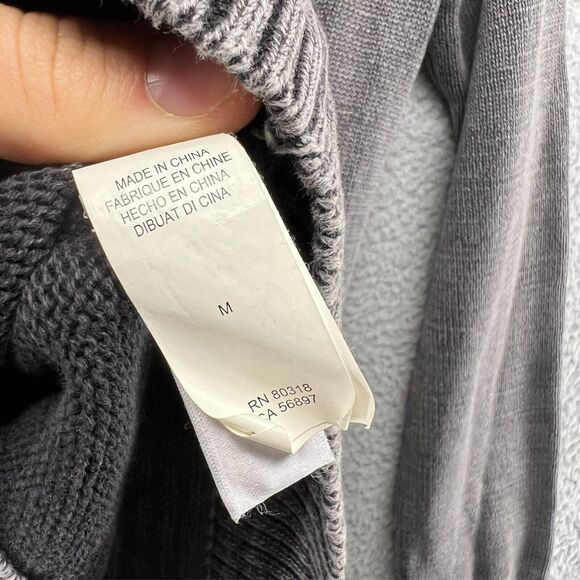 MADE IN CHINA
FABRIQUE EN CHINE
HECHO EN CHINA
DIBUAT DI CINA
M
RN 80318
CA 56897